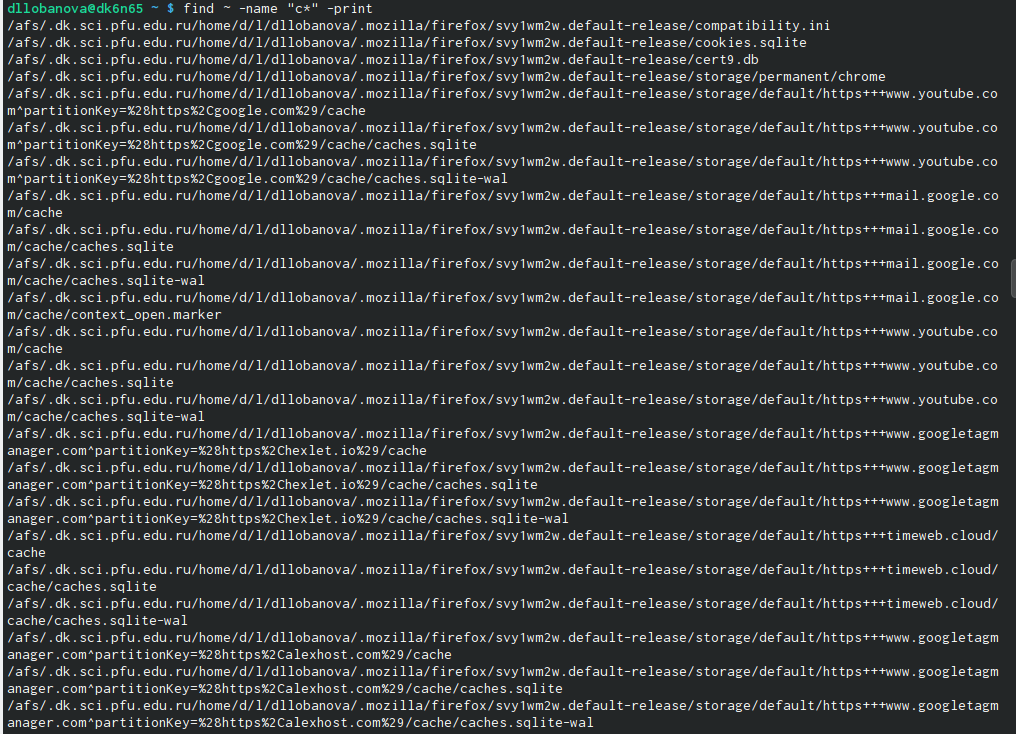 dllobanova@dk6n65 ~ $ find ~ -name "c*" -print
/afs/.dk.sci.pfu.edu.ru/home/d/l/dllobanova/.mozilla/firefox/svy1wm2w.default-release/compatibility.ini
/afs/.dk.sci.pfu.edu.ru/home/d/l/dllobanova/.mozilla/firefox/svy1wm2w.default-release/cookies.sqlite
/afs/.dk.sci.pfu.edu.ru/home/d/l/dllobanova/.mozilla/firefox/svy1wm2w.default-release/cert9.db
/afs/.dk.sci.pfu.edu.ru/home/d/l/dllobanova/.mozilla/firefox/svy1wm2w.default-release/storage/permanent/chrome
/afs/.dk.sci.pfu.edu.ru/home/d/l/dllobanova/.mozilla/firefox/svy1wm2w.default-release/storage/default/https+++www.youtube.co
m^partitionKey=%28https%2Cgoogle.com%29/cache
/afs/.dk.sci.pfu.edu.ru/home/d/l/dllobanova/.mozilla/firefox/svy1wm2w.default-release/storage/default/https+++www.youtube.co
m^partitionKey=%28https%2Cgoogle.com%29/cache/caches.sqlite
/afs/.dk.sci.pfu.edu.ru/home/d/l/dllobanova/.mozilla/firefox/svy1wm2w.default-release/storage/default/https+++www.youtube.co
m^partitionKey=%28https%2Cgoogle.com%29/cache/caches.sqlite-wal
/afs/.dk.sci.pfu.edu.ru/home/d/l/dllobanova/.mozilla/firefox/svy1wm2w.default-release/storage/default/https+++mail.google.co
m/cache
/afs/.dk.sci.pfu.edu.ru/home/d/l/dllobanova/.mozilla/firefox/svy1wm2w.default-release/storage/default/https+++mail.google.co
m/cache/caches.sqlite
/afs/.dk.sci.pfu.edu.ru/home/d/l/dllobanova/.mozilla/firefox/svy1wm2w.default-release/storage/default/https+++mail.google.co
m/cache/caches.sqlite-wal
/afs/.dk.sci.pfu.edu.ru/home/d/l/dllobanova/.mozilla/firefox/svy1wm2w.default-release/storage/default/https+++mail.google.co
m/cache/context_open.marker
/afs/.dk.sci.pfu.edu.ru/home/d/l/dllobanova/.mozilla/firefox/svy1wm2w.default-release/storage/default/https+++www.youtube.co
m/cache
/afs/.dk.sci.pfu.edu.ru/home/d/l/dllobanova/.mozilla/firefox/svy1wm2w.default-release/storage/default/https+++www.youtube.co
m/cache/caches.sqlite
/afs/.dk.sci.pfu.edu.ru/home/d/l/dllobanova/.mozilla/firefox/svy1wm2w.default-release/storage/default/https+++www.youtube.co
m/cache/caches.sqlite-wal
/afs/.dk.sci.pfu.edu.ru/home/d/l/dllobanova/.mozilla/firefox/svy1wm2w.default-release/storage/default/https+++www.googletagm
anager.com^partitionKey=%28https%2Chexlet.io%29/cache
/afs/.dk.sci.pfu.edu.ru/home/d/l/dllobanova/.mozilla/firefox/svy1wm2w.default-release/storage/default/https+++www.googletagm
anager.com^partitionKey=%28https%2Chexlet.io%29/cache/caches.sqlite
/afs/.dk.sci.pfu.edu.ru/home/d/l/dllobanova/.mozilla/firefox/svy1wm2w.default-release/storage/default/https+++www.googletagm
anager.com^partitionKey=%28https%2Chexlet.io%29/cache/caches.sqlite-wal
/afs/.dk.sci.pfu.edu.ru/home/d/l/dllobanova/.mozilla/firefox/svy1wm2w.default-release/storage/default/https+++timeweb.cloud/
cache
/afs/.dk.sci.pfu.edu.ru/home/d/l/dllobanova/.mozilla/firefox/svy1wm2w.default-release/storage/default/https+++timeweb.cloud/
cache/caches.sqlite
/afs/.dk.sci.pfu.edu.ru/home/d/l/dllobanova/.mozilla/firefox/svy1wm2w.default-release/storage/default/https+++timeweb.cloud/
cache/caches.sqlite-wal
/afs/.dk.sci.pfu.edu.ru/home/d/l/dllobanova/.mozilla/firefox/svy1wm2w.default-release/storage/default/https+++www.googletagm
anager.com^partitionKey=%28https%2Calexhost.com%29/cache
/afs/.dk.sci.pfu.edu.ru/home/d/l/dllobanova/.mozilla/firefox/svy1wm2w.default-release/storage/default/https+++www.googletagm
anager.com^partitionKey=%28https%2Calexhost.com%29/cache/caches.sqlite
/afs/.dk.sci.pfu.edu.ru/home/d/l/dllobanova/.mozilla/firefox/svy1wm2w.default-release/storage/default/https+++www.googletagm
anager.com^partitionKey=%28https%2Calexhost.com%29/cache/caches.sqlite-wal